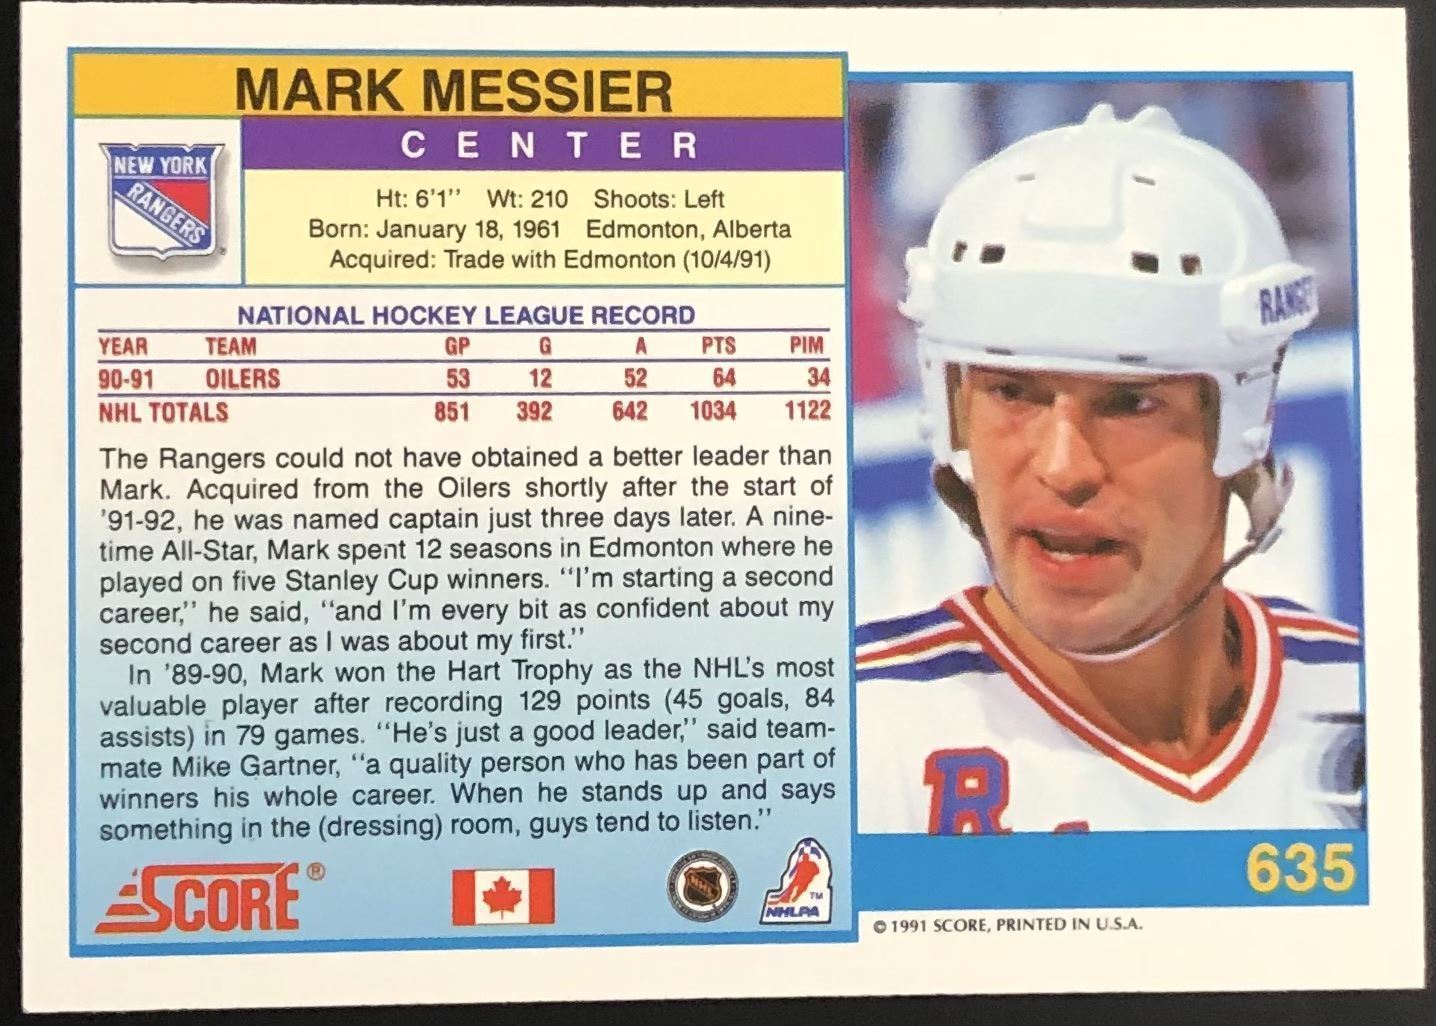 MARK MESSIER
CENTER
NEW YORK
RANGERS
Ht: 6'1'' Wt: 210 Shoots: Left
Born: January 18, 1961 Edmonton, Alberta
Acquired: Trade with Edmonton (10/4/91)
NATIONAL HOCKEY LEAGUE RECORD
YEAR TEAM GP G A PTS PIM
90-91 OILERS 53 12 52 64 34
NHL TOTALS 851 392 642 1034 1122
The Rangers could not have obtained a better leader than
Mark. Acquired from the Oilers shortly after the start of
'91-92, he was named captain just three days later. A nine-
time All-Star, Mark spent 12 seasons in Edmonton where he
played on five Stanley Cup winners. ''I'm starting a second
career,'' he said, ''and I'm every bit as confident about my
second career as I was about my first.''
In '89-90, Mark won the Hart Trophy as the NHL's most
valuable player after recording 129 points (45 goals, 84
assists) in 79 games. ''He's just a good leader,'' said team-
mate Mike Gartner, ''a quality person who has been part of
winners his whole career. When he stands up and says
something in the (dressing) room, guys tend to listen.''
SCORE®
NHL
TM
NHLPA
RANGE
R
635
© 1991 SCORE, PRINTED IN U.S.A.